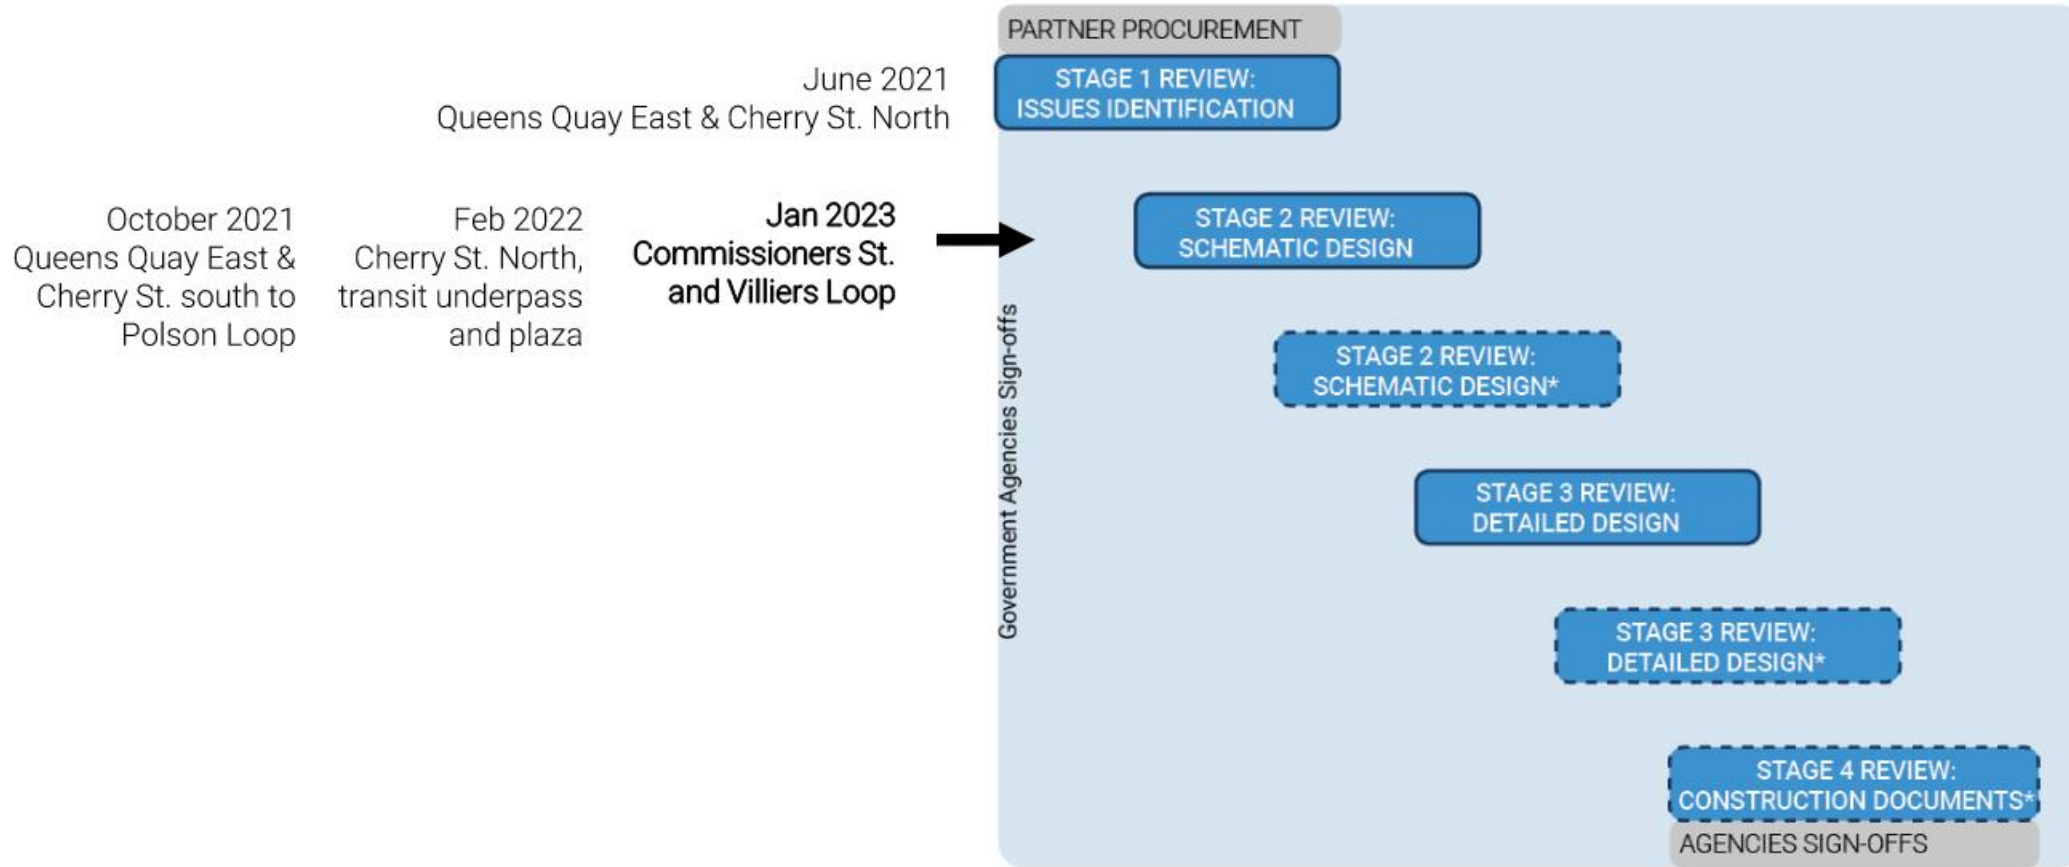 PARTNER PROCUREMENT
June 2021
Queens Quay East & Cherry St. North
STAGE 1 REVIEW:
ISSUES IDENTIFICATION
October 2021
Queens Quay East &
Cherry St. south to
Polson Loop
Feb 2022
Cherry St. North,
transit underpass
and plaza
Jan 2023
Commissioners St.
and Villiers Loop
STAGE 2 REVIEW:
SCHEMATIC DESIGN
Government Agencies Sign-offs
STAGE 2 REVIEW:
SCHEMATIC DESIGN*
STAGE 3 REVIEW:
DETAILED DESIGN
STAGE 3 REVIEW:
DETAILED DESIGN*
STAGE 4 REVIEW:
CONSTRUCTION DOCUMENTS*
AGENCIES SIGN-OFFS